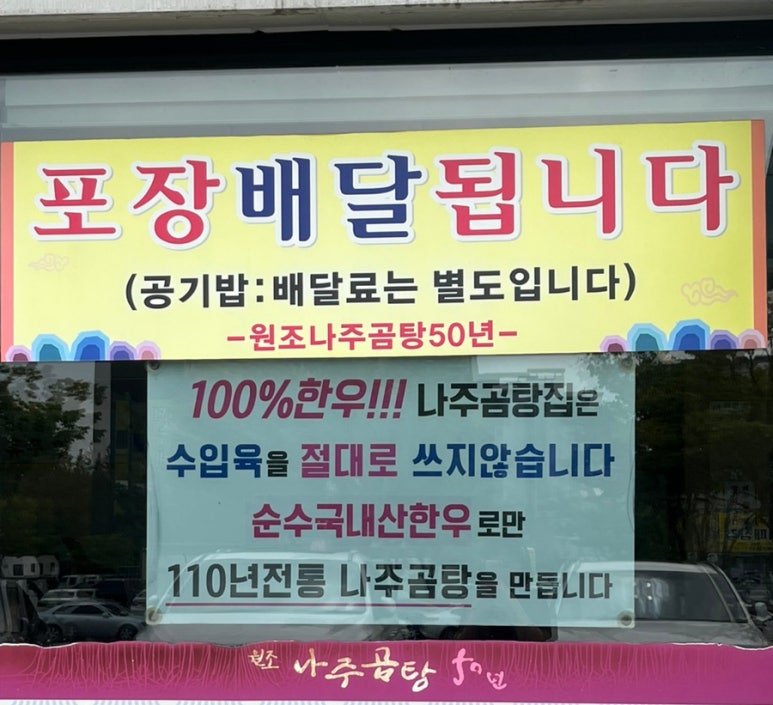 포장배달됩니다
(공기밥:배달료는 별도입니다)
-원조나주곰탕50년-
100%한우!!! 나주곰탕집은
수입육을 절대로 쓰지않습니다
순수국내산한우로만
110년전통 나주곰탕을 만듭니다
원조 나주곰탕 50년